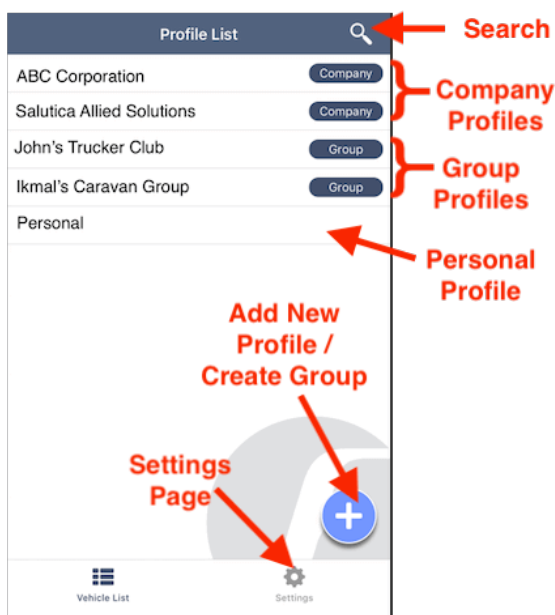 Profile List
Search
ABC Corporation
Company
Salutica Allied Solutions
Company
Company
Profiles
John's Trucker Club
Group
Ikmal's Caravan Group
Group
Group
Profiles
Personal
Personal
Profile
Add New
Profile /
Create Group
Settings
Page
+
Vehicle List
Settings